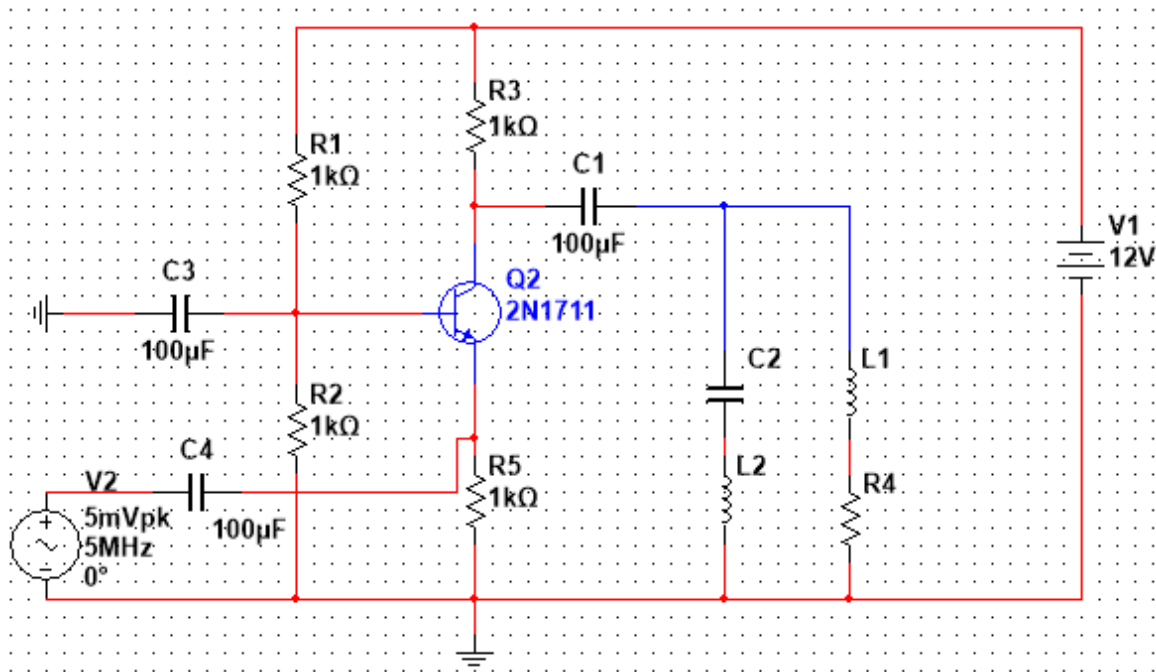 R3
1kΩ
R1
1kΩ
C1
100µF
V1
12V
C3
100µF
Q2
2N1711
C2
L1
R2
1kΩ
C4
100µF
R5
1kΩ
L2
R4
V2
5mVpk
5MHz
0°